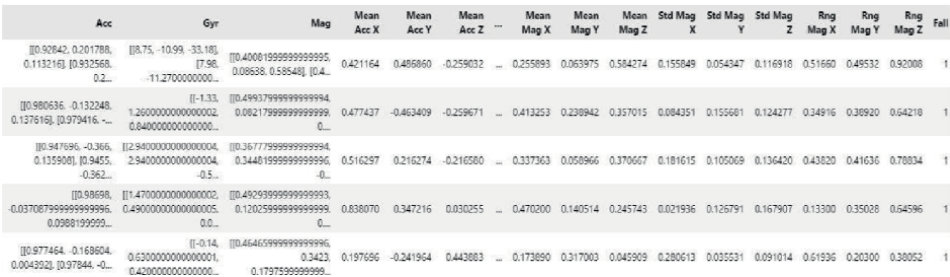 Acc Gyr Mag Mean Acc X Mean Acc Y Mean Acc Z ... Mean Mag X Mean Mag Y Mean Mag Z Std Mag X Std Mag Y Std Mag Z Rng Mag X Rng Mag Y Rng Mag Z Fall
[[0.92842, 0.201788, 0.113216], [0.932568, 0.2... [[8.75, -10.99, -33.18], [7.98, -11.2700000000... [[0.40081999999999995, 0.08638, 0.58548], [0.4... 0.421164 0.486860 -0.259032 ... 0.255893 0.063975 0.584274 0.155849 0.054347 0.116918 0.51660 0.49532 0.92008 1
[[0.980636, -0.132248, 0.137616], [0.979416, -... [[-1.33, 1.2600000000000002, 0.840000000000000... [[0.49937999999999994, 0.08217999999999999, 0.... 0.477437 -0.463409 -0.259671 ... 0.413253 0.238942 0.357015 0.084351 0.155681 0.124277 0.34916 0.38920 0.64218 1
[[0.947696, -0.366, 0.135908], [0.9455, -0.362... [[2.9400000000000004, 2.9400000000000004, -0.5... [[0.36777999999999994, 0.34481999999999996, -0... 0.516297 0.216274 -0.216580 ... 0.337363 0.058966 0.370667 0.181615 0.105069 0.136420 0.43820 0.41636 0.78834 1
[[0.98698, -0.037087999999999996, 0.0988199999... [[1.4700000000000002, 0.49000000000000005, 0.0... [[0.49293999999999993, 0.12025999999999999, 0.... 0.838070 0.347216 0.030255 ... 0.470200 0.140514 0.245743 0.021936 0.126791 0.167907 0.13300 0.35028 0.64596 1
[[0.977464, -0.168604, 0.004392], [0.97844, -0... [[-0.14, 0.6300000000000001, 0.420000000000000... [[0.46465999999999996, 0.3423, 0.1797599999999... 0.197696 -0.241964 0.443883 ... 0.173890 0.317003 0.045909 0.280613 0.035531 0.091014 0.61936 0.20300 0.38052 1